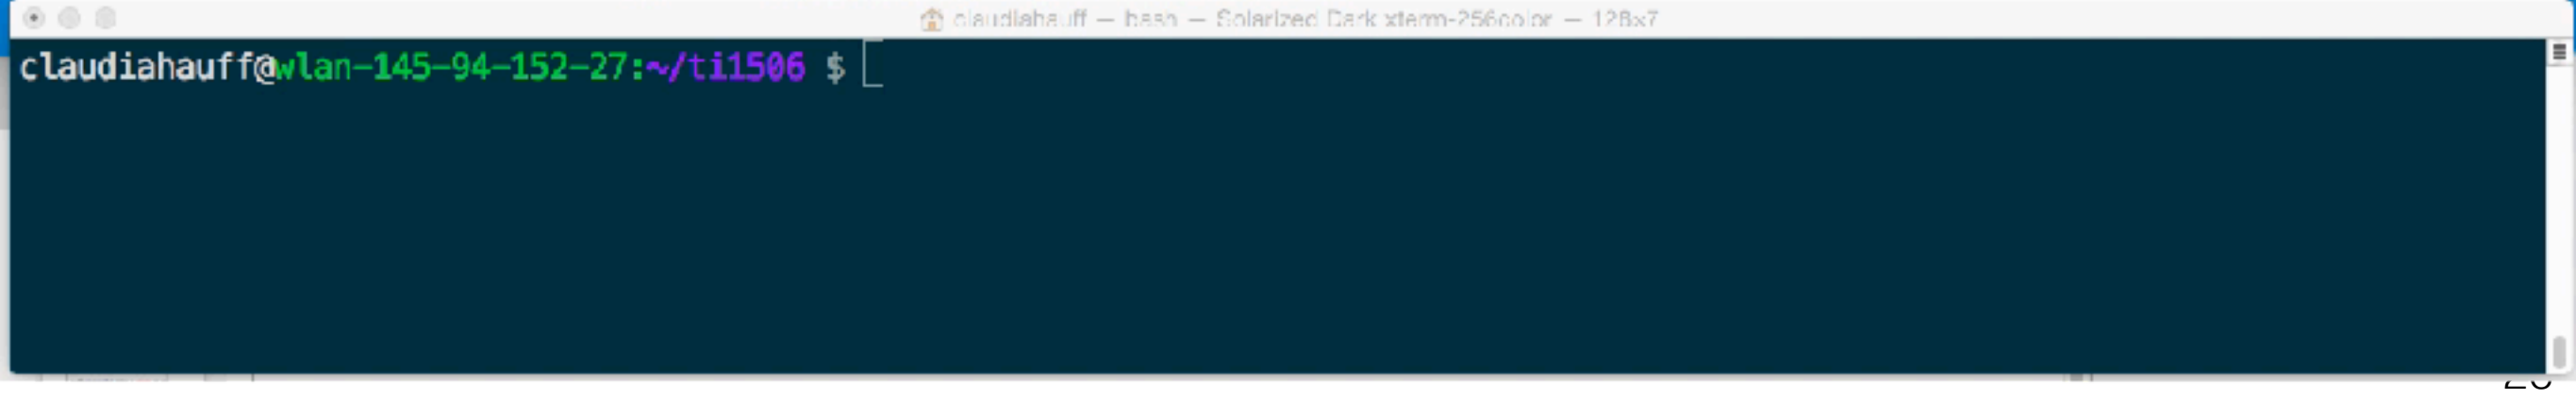 claudiahauff — bash — Solarized Dark xterm-256color — 128x7
claudiahauff@wlan-145-94-152-27:~/ti1506 $